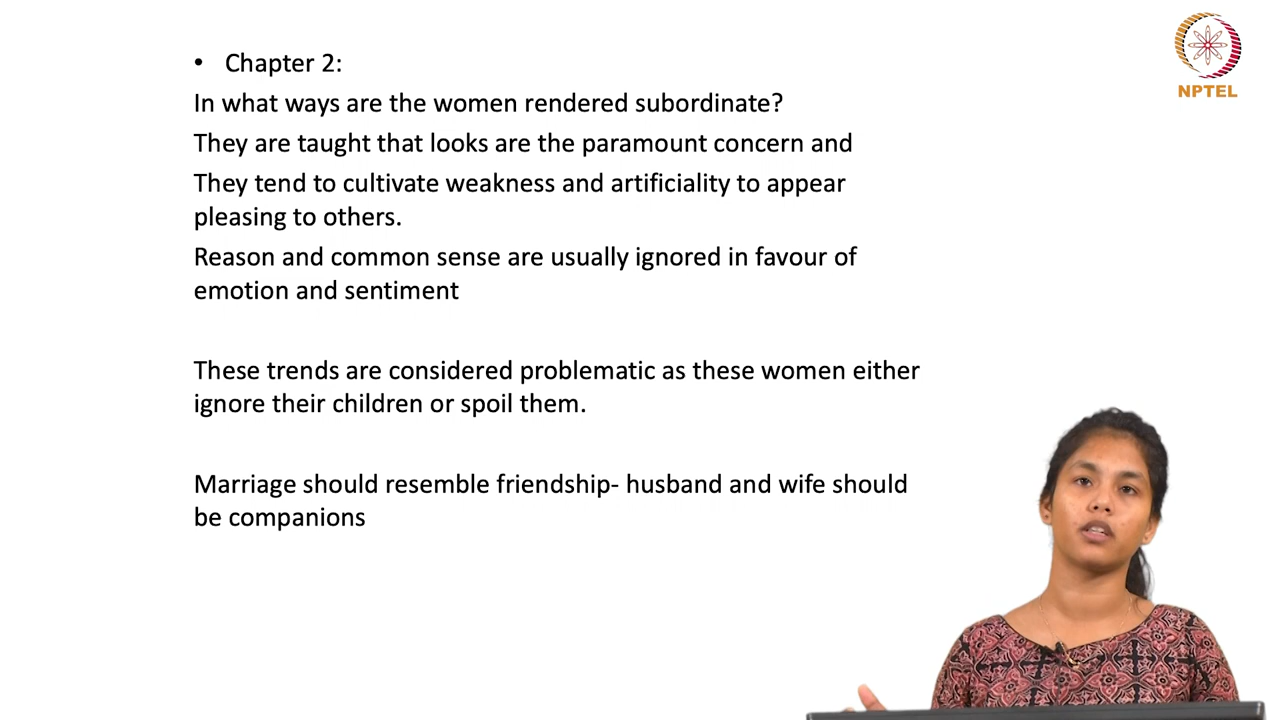 NPTEL
• Chapter 2:
In what ways are the women rendered subordinate?
They are taught that looks are the paramount concern and
They tend to cultivate weakness and artificiality to appear
pleasing to others.
Reason and common sense are usually ignored in favour of
emotion and sentiment
These trends are considered problematic as these women either
ignore their children or spoil them.
Marriage should resemble friendship- husband and wife should
be companions